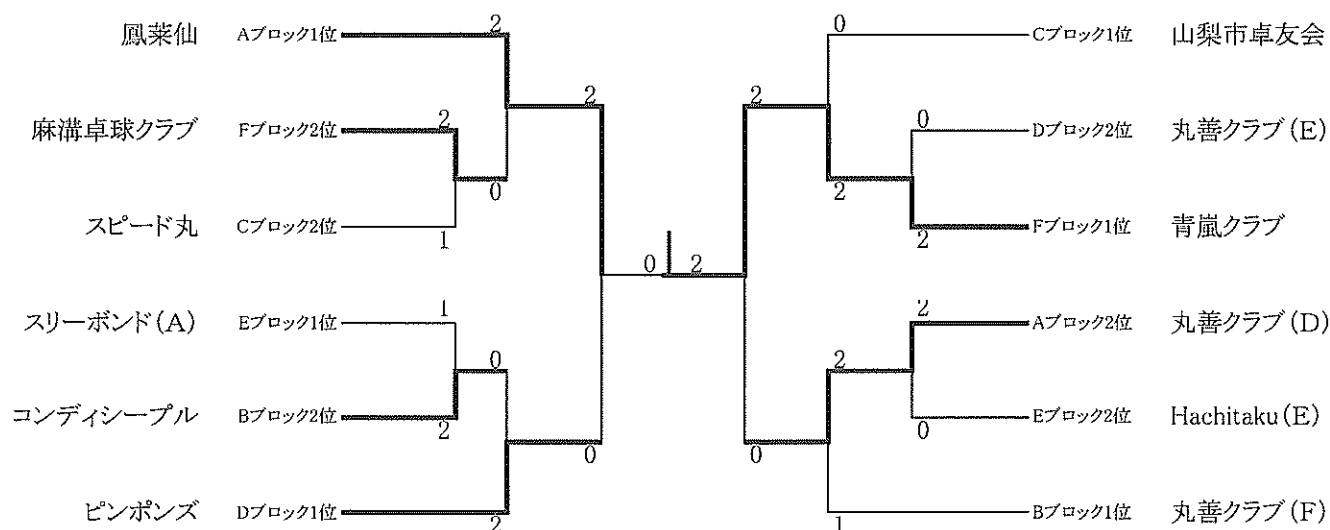 鳳薬仙 Aブロック1位 2 0 Cブロック1位 山梨市卓友会
2 2
麻溝卓球クラブ Fブロック2位 2 0 Dブロック2位 丸善クラブ(E)
0 2
スピード丸 Cブロック2位 1 2 Fブロック1位 青嵐クラブ
0 2
スリーボンド(A) Eブロック1位 1 2 Aブロック2位 丸善クラブ(D)
0 2
コンディシープル Bブロック2位 2 0 Eブロック2位 Hachitaku(E)
0 0
ピンポンズ Dブロック1位 2 1 Bブロック1位 丸善クラブ(F)